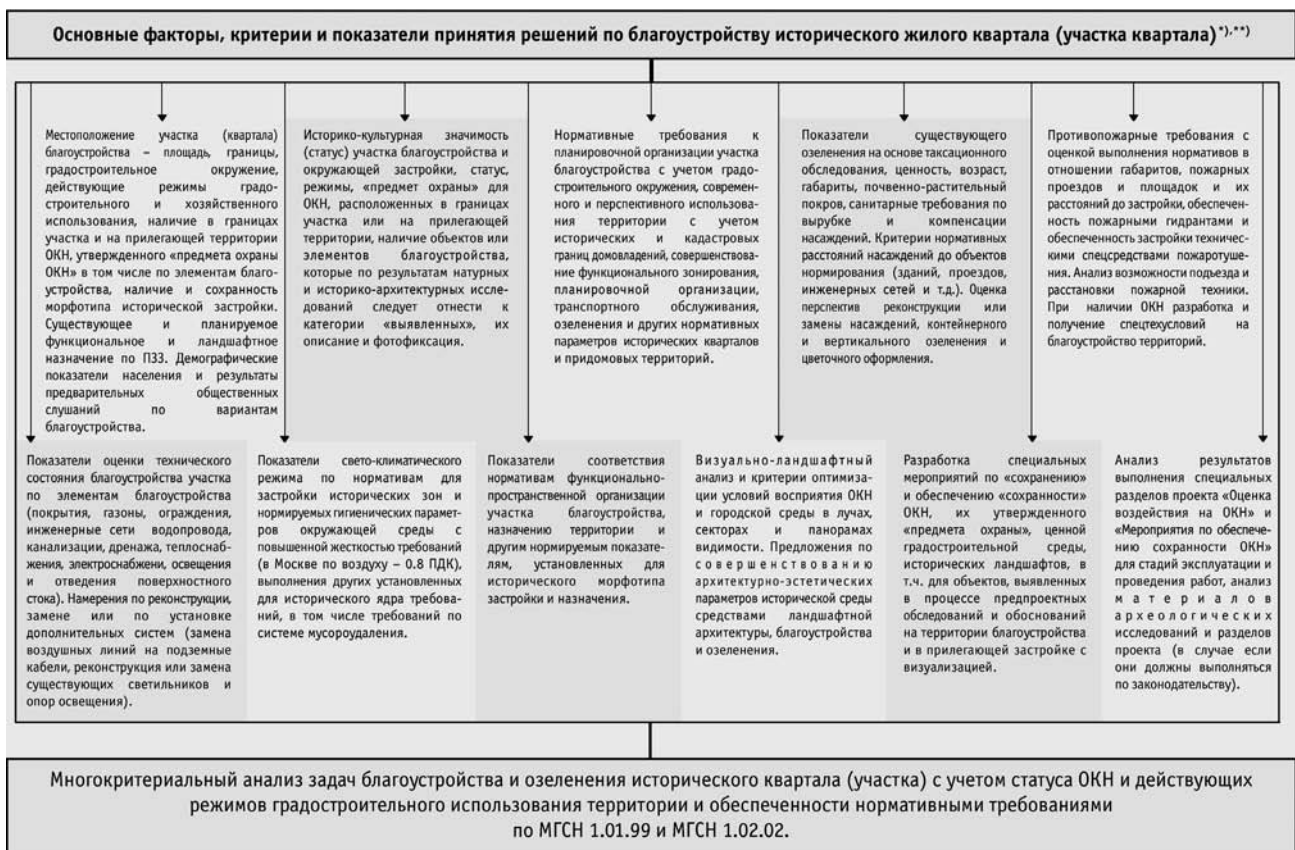 Основные факторы, критерии и показатели принятия решений по благоустройству исторического жилого квартала (участка квартала)*),**)
Местоположение участка (квартала)
благоустройства – площадь, границы,
градостроительное окружение,
действующие режимы градо-
строительного и хозяйственного
использования, наличие в границах
участка и на прилегающей территории
ОКН, утвержденного «предмета охраны
ОКН» в том числе по элементам благо-
устройства, наличие и сохранность
морфотипа исторической застройки.
Существующее и планируемое
функциональное и ландшафтное
назначение по ПЗЗ. Демографические
показатели населения и результаты
предварительных общественных
слушаний по вариантам
благоустройства.
Историко-культурная значимость
(статус) участка благоустройства и
окружающей застройки, статус,
режимы, «предмет охраны» для
ОКН, расположенных в границах
участка или на прилегающей
территории, наличие объектов или
элементов благоустройства,
которые по результатам натурных
и историко-архитектурных иссле-
дований следует отнести к
категории «выявленных», их
описание и фотофиксация.
Нормативные требования к
планировочной организации участка
благоустройства с учетом градо-
строительного окружения, современ-
ного и перспективного использова-
ния территории с учетом
исторических и кадастровых
границ домовладений, совершенствова-
ние функционального зонирования,
планировочной организации,
транспортного обслуживания,
озеленения и других нормативных
параметров исторических кварталов
и придомовых территорий.
Показатели существующего
озеленения на основе таксационного
обследования, ценность, возраст,
габариты, почвенно-растительный
покров, санитарные требования по
вырубке и компенсации
насаждений. Критерии нормативных
расстояний насаждений до объектов
нормирования (зданий, проездов,
инженерных сетей и т.д.). Оценка
перспектив реконструкции или
замены насаждений, контейнерного
и вертикального озеленения и
цветочного оформления.
Противопожарные требования с
оценкой выполнения нормативов в
отношении габаритов, пожарных
проездов и площадок и их
расстояний до застройки, обеспечен-
ность пожарными гидрантами и
обеспеченность застройки техничес-
кими спецсредствами пожаротуше-
ния. Анализ возможности подъезда и
расстановки пожарной техники.
При наличии ОКН разработка и
получение спецтехусловий на
благоустройство территорий.
Показатели оценки технического
состояния благоустройства участка
по элементам благоустройства
(покрытия, газоны, ограждения,
инженерные сети водопровода,
канализации, дренажа, теплоснаб-
жения, электроснабжени, освещения
и отведения поверхностного
стока). Намерения по реконструкции,
замене или по установке
дополнительных систем (замена
воздушных линий на подземные
кабели, реконструкция или замена
существующих светильников и
опор освещения).
Показатели свето-климатического
режима по нормативам для
застройки исторических зон и
нормируемых гигиенических парамет-
ров окружающей среды с
повышенной жесткостью требований
(в Москве по воздуху – 0.8 ПДК),
выполнения других установленных
для исторического ядра требова-
ний, в том числе требований по
системе мусороудаления.
Показатели соответствия
нормативам функционально-
пространственной организации
участка благоустройства,
назначению территории и
другим нормируемым показате-
лям, установленных для
исторического морфотипа
застройки и назначения.
Визуально-ландшафтный
анализ и критерии оптими-
зации условий восприятия ОКН
и городской среды в лучах,
секторах и панорамах
видимости. Предложения по
совершенствованию
архитектурно-эстетических
параметров исторической среды
средствами ландшафтной
архитектуры, благоустройства
и озеленения.
Разработка специальных
мероприятий по «сохранению»
и обеспечению «сохранности»
ОКН, их утвержденного
«предмета охраны», ценной
градостроительной среды,
исторических ландшафтов, в
т.ч. для объектов, выявленных
в процессе предпроектных
обследований и обоснований
на территории благоустройства
и в прилегающей застройке с
визуализацией.
Анализ результатов
выполнения специальных
разделов проекта «Оценка
воздействия на ОКН» и
«Мероприятия по обеспече-
нию сохранности ОКН»
для стадий эксплуатации и
проведения работ, анализ
материалов
археологических
исследований и разделов
проекта (в случае если
они должны выполняться
по законодательству).
Многокритериальный анализ задач благоустройства и озеленения исторического квартала (участка) с учетом статуса ОКН и действующих
режимов градостроительного использования территории и обеспеченности нормативными требованиями
по МГСН 1.01.99 и МГСН 1.02.02.